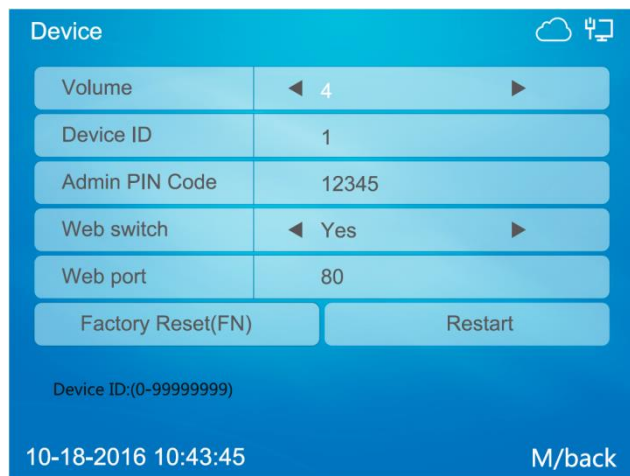 Device
Volume 4
Device ID 1
Admin PIN Code 12345
Web switch Yes
Web port 80
Factory Reset(FN) Restart
Device ID:(0-99999999)
10-18-2016 10:43:45 M/back